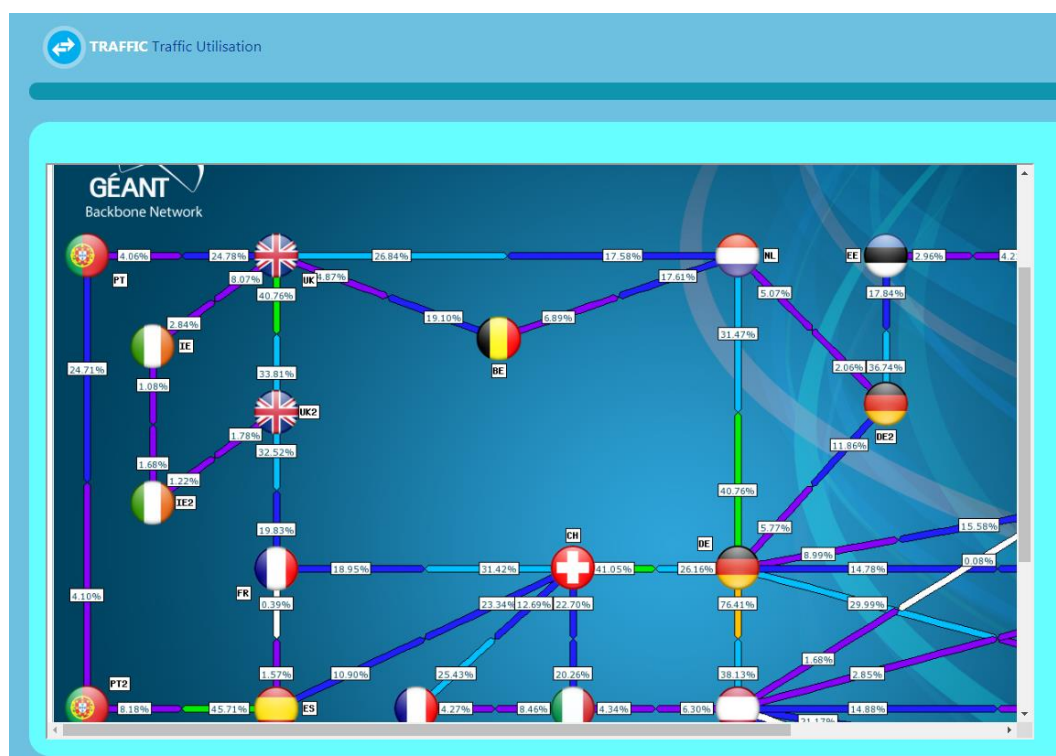 TRAFFIC Traffic Utilisation
GÉANT
Backbone Network
4.06% 24.78% 26.84% 17.58% NL EE 2.96% 4.2
PT 8.07% UK 4.87% 17.61% 5.07% 17.84%
40.76%
2.84% 19.10% 6.89% 31.47%
IE
24.71% 1.08% 33.81% BE 2.06% 36.74%
UK2
1.78% DE2
32.52% 11.86%
1.68%
1.22% 40.76%
IE2
19.83% CH DE 5.77% 15.58%
8.99% 0.08%
18.95% 31.42% 41.05% 26.16% 14.78%
FR
4.10% 0.39% 23.34% 12.69% 22.70% 76.41% 29.99%
1.68%
1.57% 10.90% 25.43% 20.26% 38.13% 2.85%
PT2
8.18% 45.71% ES 4.27% 8.46% 4.34% 6.30% 14.88%
21.17%